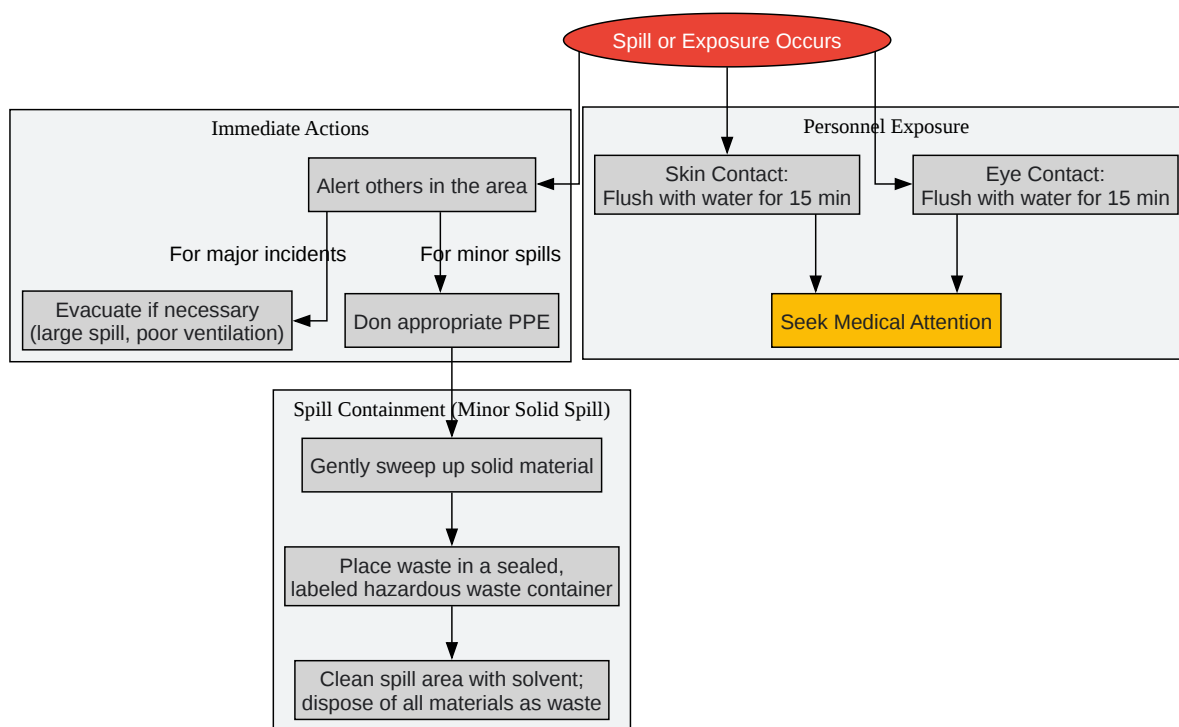 Spill or Exposure Occurs
Immediate Actions
Alert others in the area
For major incidents
For minor spills
Evacuate if necessary
(large spill, poor ventilation)
Don appropriate PPE
Personnel Exposure
Skin Contact:
Flush with water for 15 min
Eye Contact:
Flush with water for 15 min
Seek Medical Attention
Spill Containment (Minor Solid Spill)
Gently sweep up solid material
Place waste in a sealed,
labeled hazardous waste container
Clean spill area with solvent;
dispose of all materials as waste